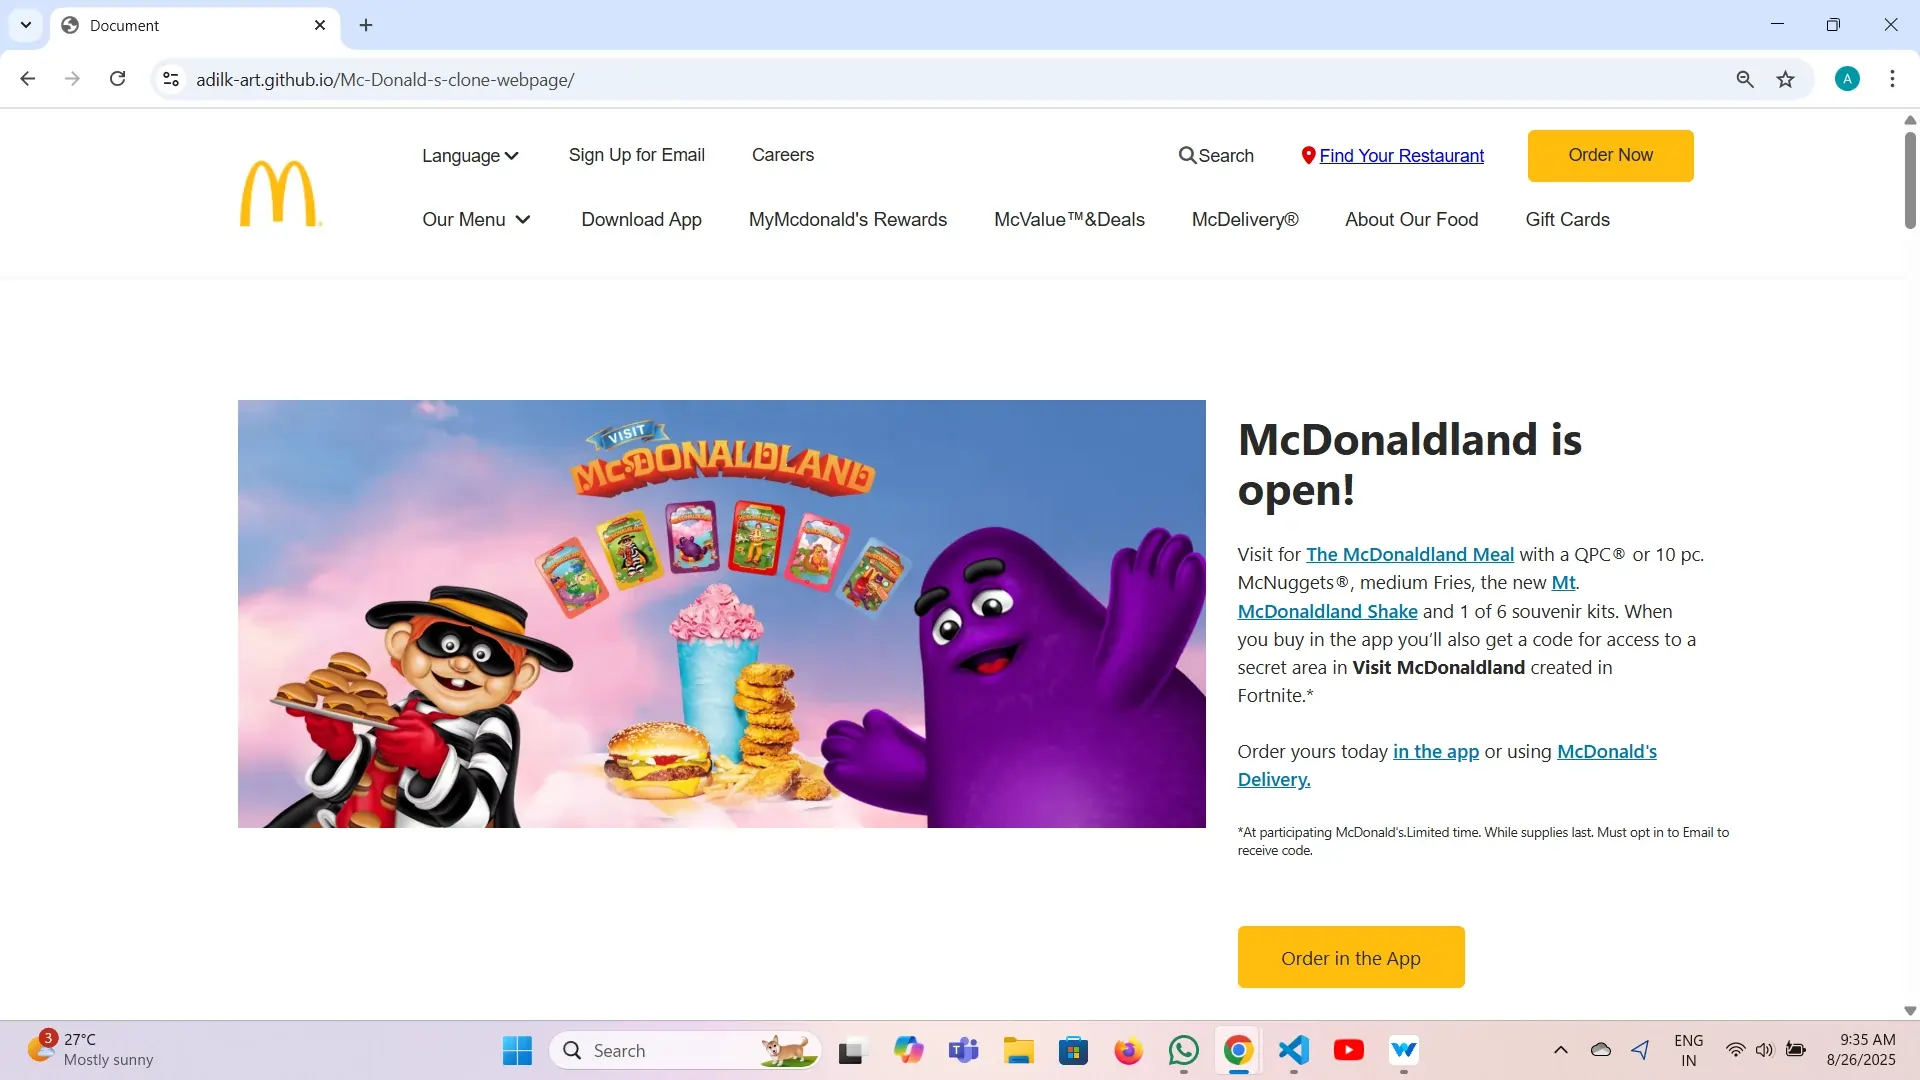 Document
adilk-art.github.io/Mc-Donald-s-clone-webpage/
A
Language
Sign Up for Email
Careers
Search
Find Your Restaurant
Order Now
Our Menu
Download App
MyMcdonald's Rewards
McValue™&Deals
McDelivery®
About Our Food
Gift Cards
VISIT
McDONALDLAND
McDonaldland is
open!
Visit for The McDonaldland Meal with a QPC® or 10 pc.
McNuggets®, medium Fries, the new Mt.
McDonaldland Shake and 1 of 6 souvenir kits. When
you buy in the app you'll also get a code for access to a
secret area in Visit McDonaldland created in
Fortnite.*
Order yours today in the app or using McDonald's
Delivery.
*At participating McDonald's.Limited time. While supplies last. Must opt in to Email to
receive code.
Order in the App
3
27°C
Mostly sunny
Search
ENG
IN
9:35 AM
8/26/2025